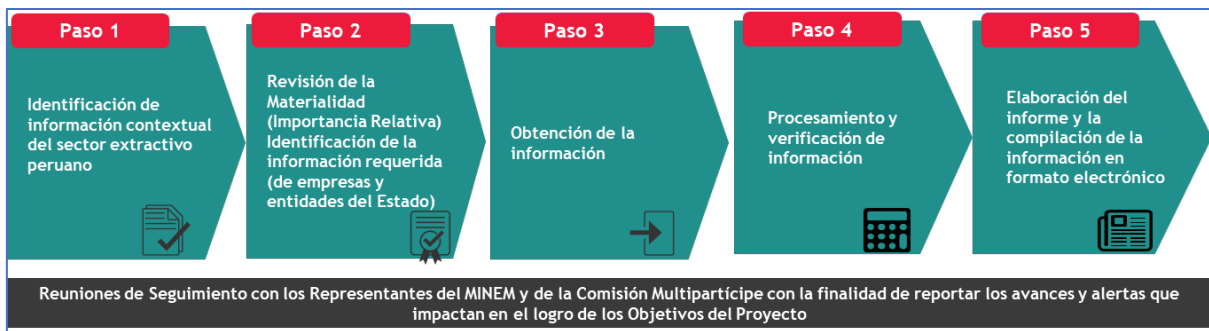 Paso 1
Identificación de
información contextual
del sector extractivo
peruano
Paso 2
Revisión de la
Materialidad
(Importancia Relativa)
Identificación de la
información requerida
(de empresas y
entidades del Estado)
Paso 3
Obtención de la
información
Paso 4
Procesamiento y
verificación de
información
Paso 5
Elaboración del
informe y la
compilación de la
información en
formato electrónico
Reuniones de Seguimiento con los Representantes del MINEM y de la Comisión Multipartícipe con la finalidad de reportar los avances y alertas que
impactan en el logro de los Objetivos del Proyecto